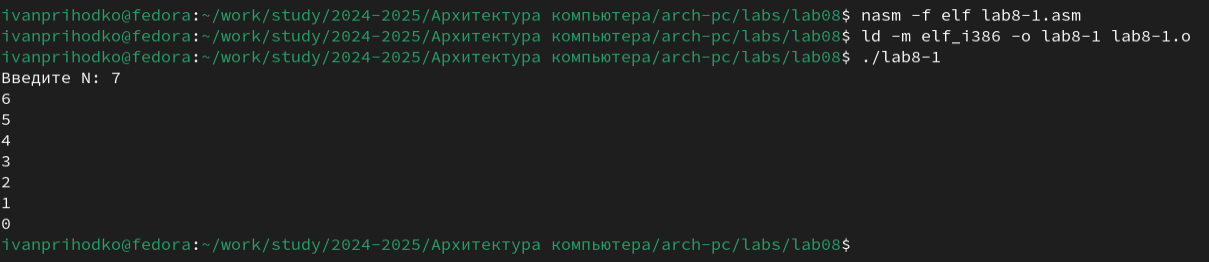 ivanprihodko@fedora:~/work/study/2024-2025/Архитектура компьютера/arch-pc/labs/lab08$ nasm -f elf lab8-1.asm
ivanprihodko@fedora:~/work/study/2024-2025/Архитектура компьютера/arch-pc/labs/lab08$ ld -m elf_i386 -o lab8-1 lab8-1.o
ivanprihodko@fedora:~/work/study/2024-2025/Архитектура компьютера/arch-pc/labs/lab08$ ./lab8-1
Введите N: 7
6
5
4
3
2
1
0
ivanprihodko@fedora:~/work/study/2024-2025/Архитектура компьютера/arch-pc/labs/lab08$